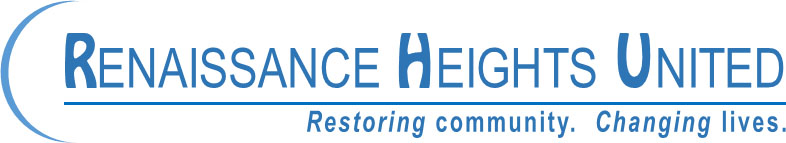 RENAISSANCE HEIGHTS UNITED
Restoring community.  Changing lives.